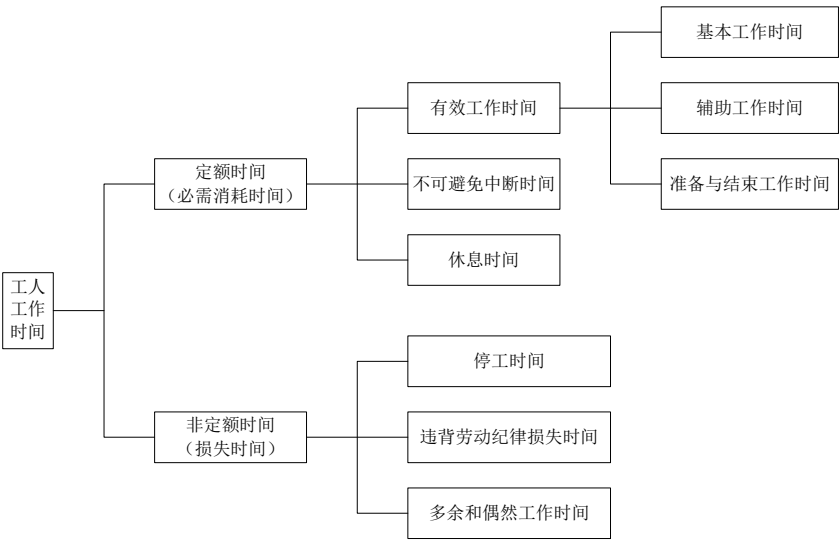 工人
工作
时间
定额时间
（必需消耗时间）
有效工作时间
基本工作时间
辅助工作时间
准备与结束工作时间
不可避免中断时间
休息时间
非定额时间
（损失时间）
停工时间
违背劳动纪律损失时间
多余和偶然工作时间